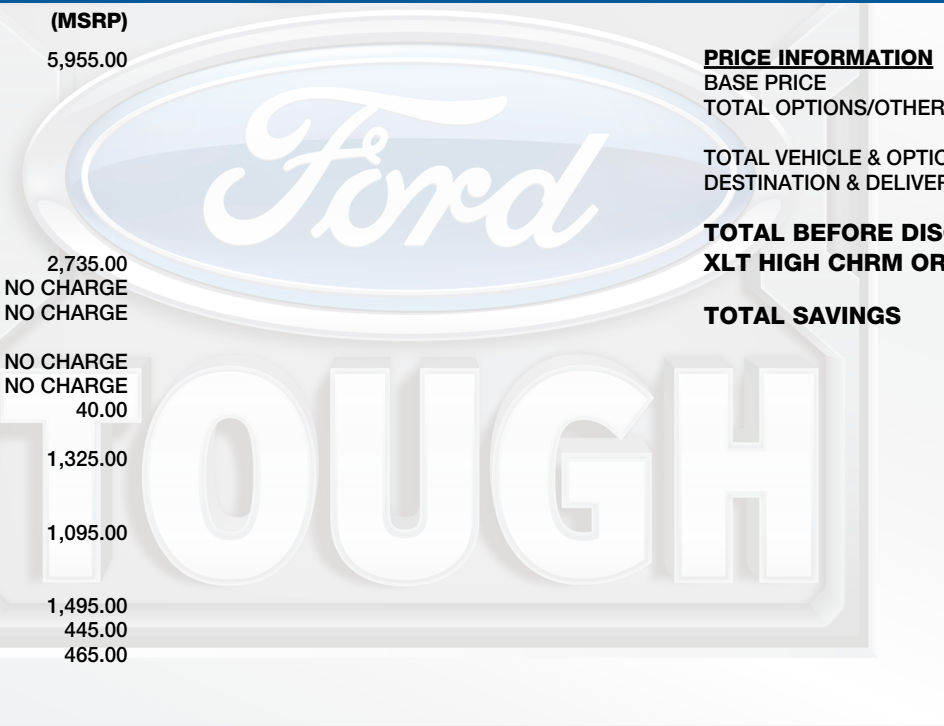 (MSRP)
5,955.00
2,735.00
NO CHARGE
NO CHARGE
NO CHARGE
NO CHARGE
40.00
1,325.00
1,095.00
1,495.00
445.00
465.00
PRICE INFORMATION
BASE PRICE
TOTAL OPTIONS/OTHER
TOTAL VEHICLE & OPTIO
DESTINATION & DELIVER
TOTAL BEFORE DIS
XLT HIGH CHRM OR
TOTAL SAVINGS
Ford
TOUGH